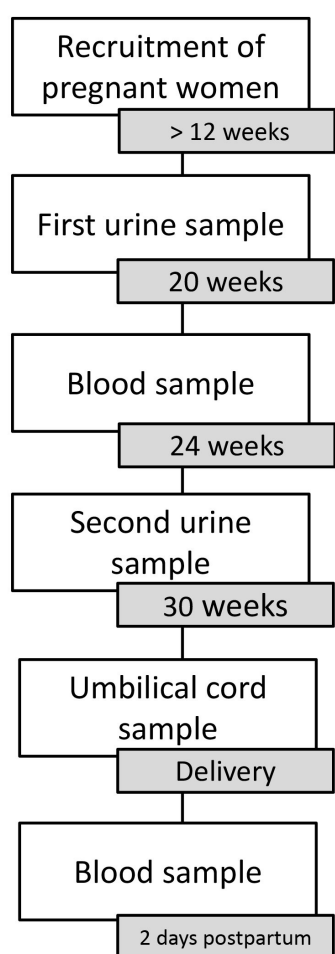 Recruitment of
pregnant women
> 12 weeks
First urine sample
20 weeks
Blood sample
24 weeks
Second urine
sample
30 weeks
Umbilical cord
sample
Delivery
Blood sample
2 days postpartum